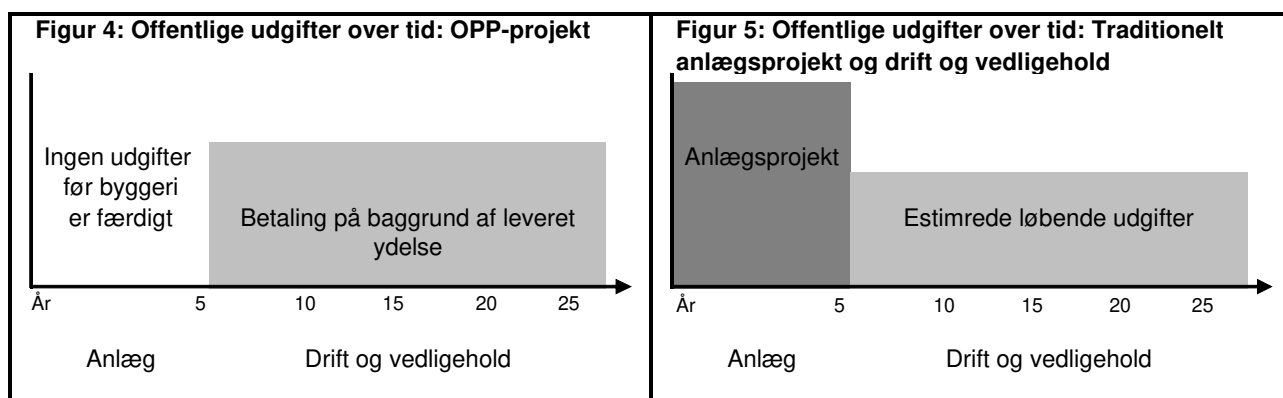 Figur 4: Offentlige udgifter over tid: OPP-projekt
Ingen udgifter
før byggeri
er færdigt
Betaling på baggrund af leveret
ydelse
År
5
10
15
20
25
Anlæg
Drift og vedligehold
Figur 5: Offentlige udgifter over tid: Traditionelt
anlægsprojekt og drift og vedligehold
Anlægsprojekt
Estimrede løbende udgifter
År
5
10
15
20
25
Anlæg
Drift og vedligehold